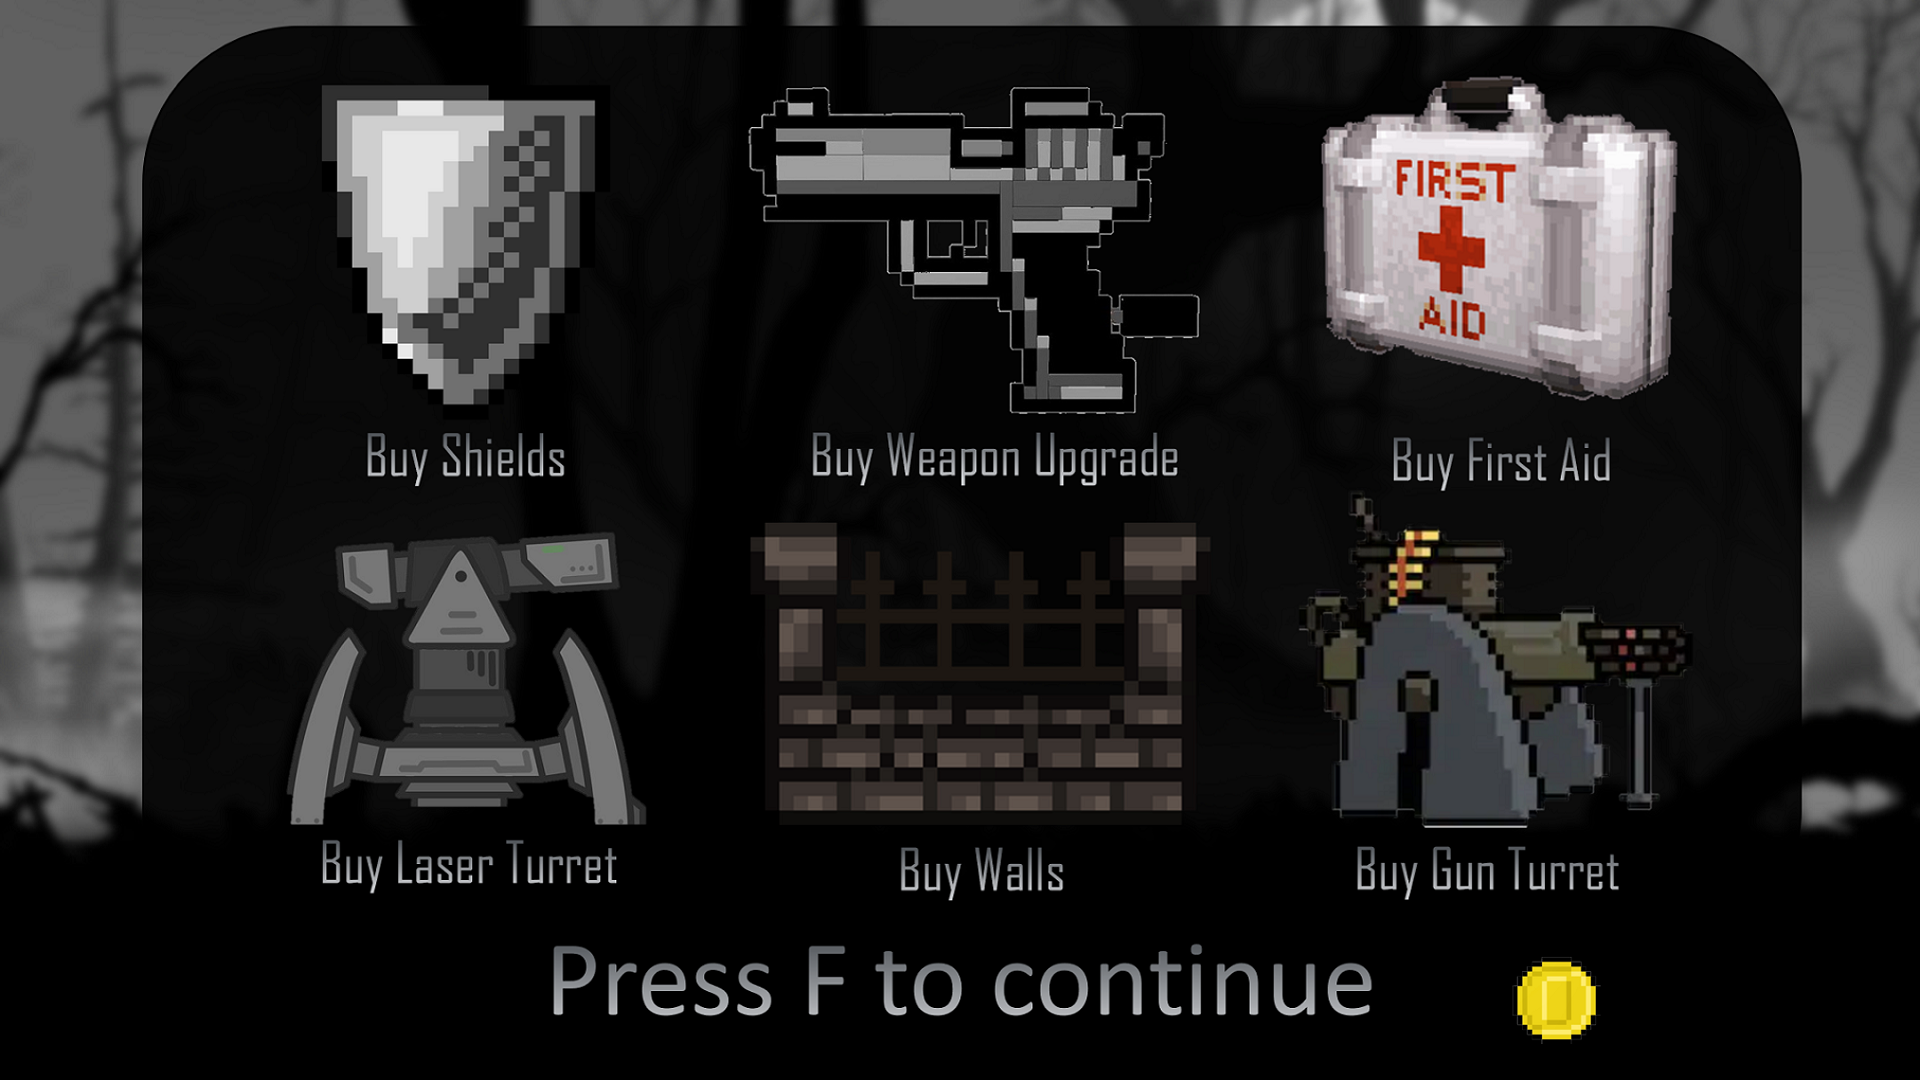 FIRST
AID
Buy Shields
Buy Weapon Upgrade
Buy First Aid
Buy Laser Turret
Buy Walls
Buy Gun Turret
Press F to continue